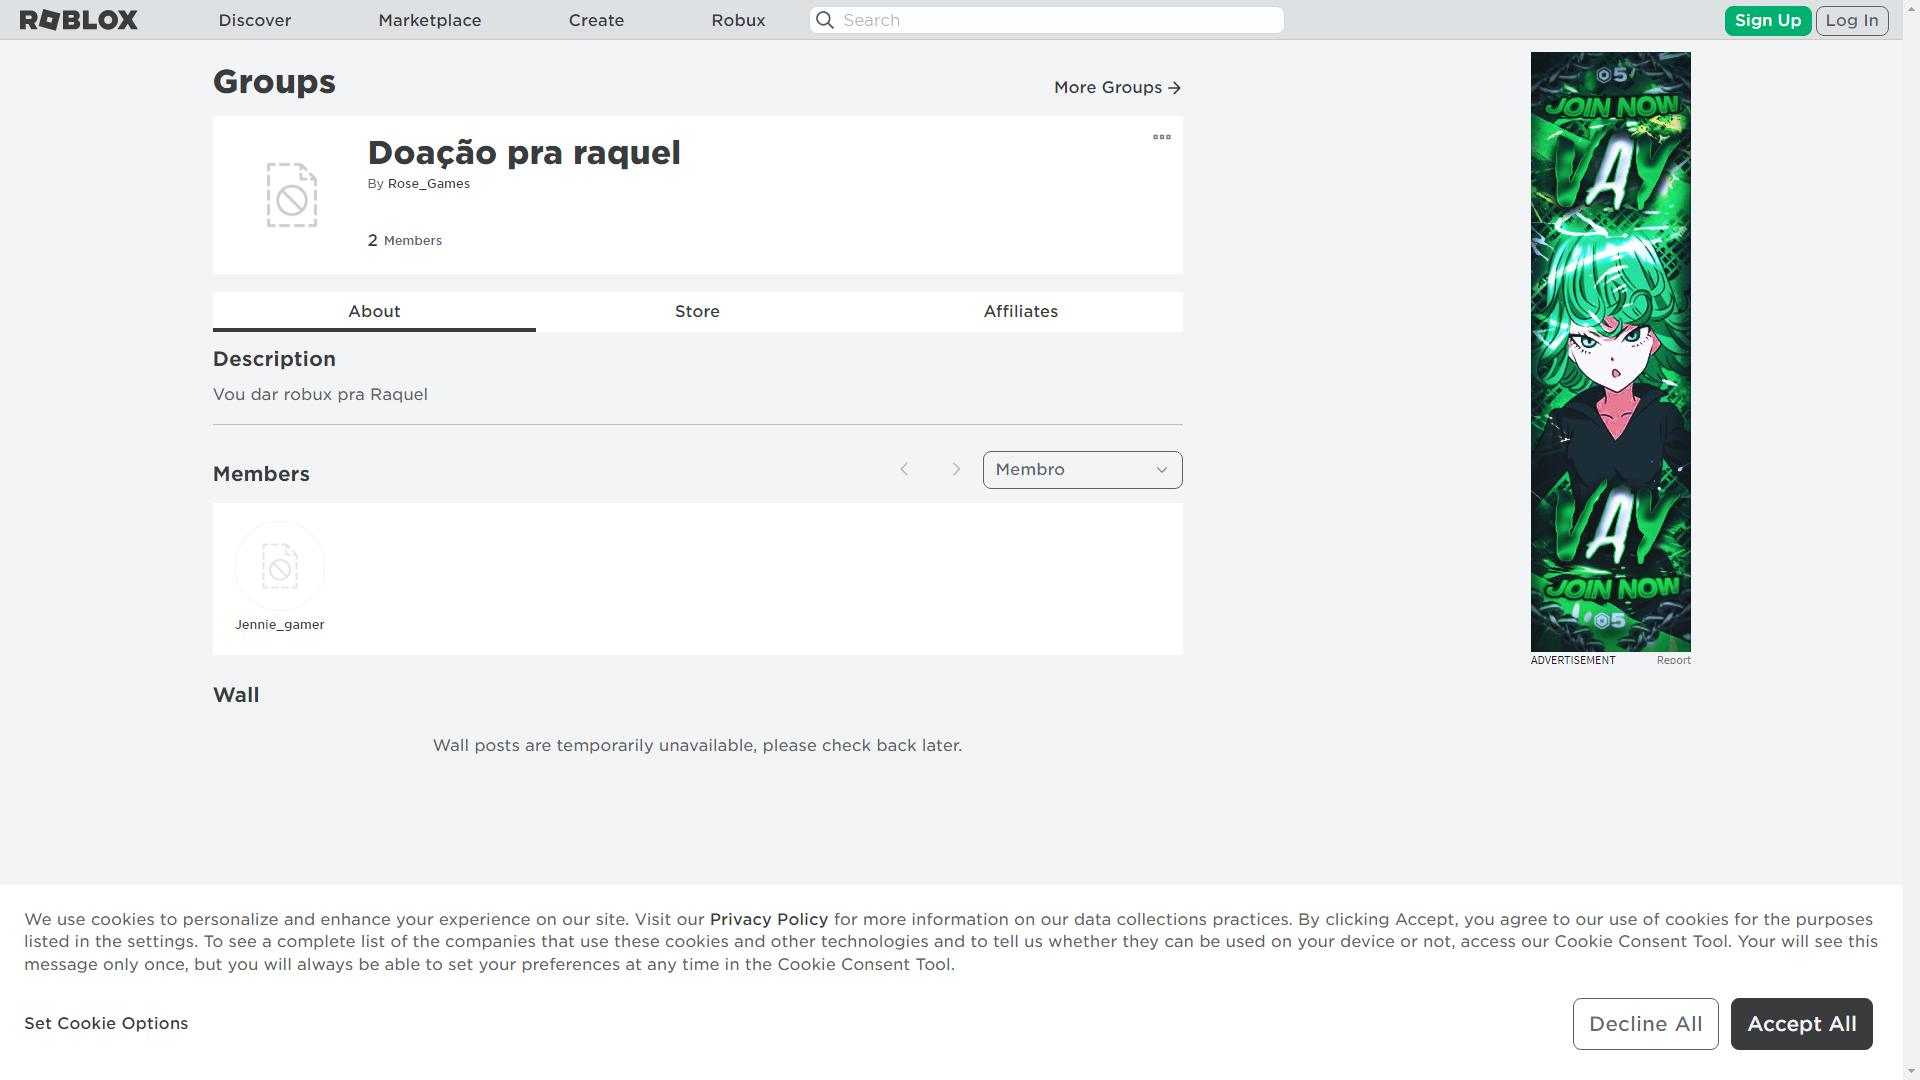 ROBLOX
Discover
Marketplace
Create
Robux
Search
Sign Up
Log In
Groups
More Groups
Doação pra raquel
By Rose_Games
2 Members
About
Store
Affiliates
Description
Vou dar robux pra Raquel
Members
Membro
Jennie_gamer
Wall
Wall posts are temporarily unavailable, please check back later.
5
JOIN NOW
VAY
VAY
JOIN NOW
5
ADVERTISEMENT
Report
We use cookies to personalize and enhance your experience on our site. Visit our Privacy Policy for more information on our data collections practices. By clicking Accept, you agree to our use of cookies for the purposes
listed in the settings. To see a complete list of the companies that use these cookies and other technologies and to tell us whether they can be used on your device or not, access our Cookie Consent Tool. Your will see this
message only once, but you will always be able to set your preferences at any time in the Cookie Consent Tool.
Set Cookie Options
Decline All
Accept All